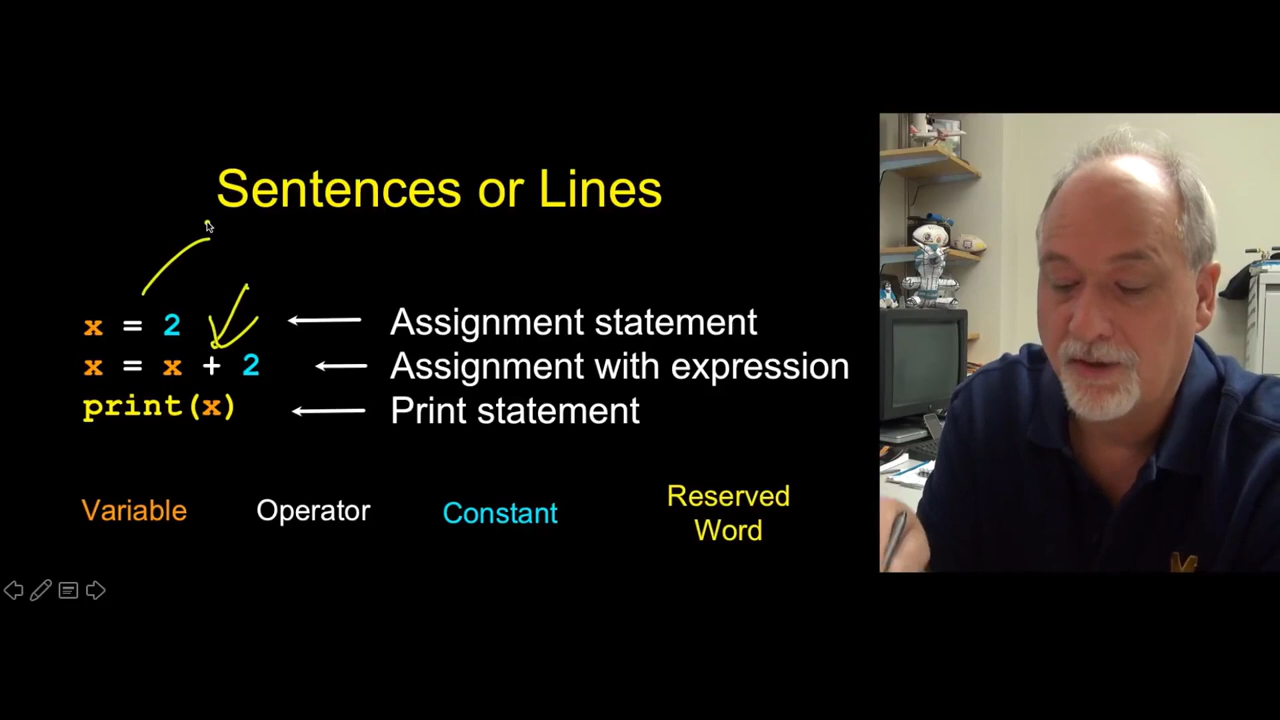 Sentences or Lines
x = 2 Assignment statement
x = x + 2 Assignment with expression
print(x) Print statement
Variable Operator Constant Reserved Word
M